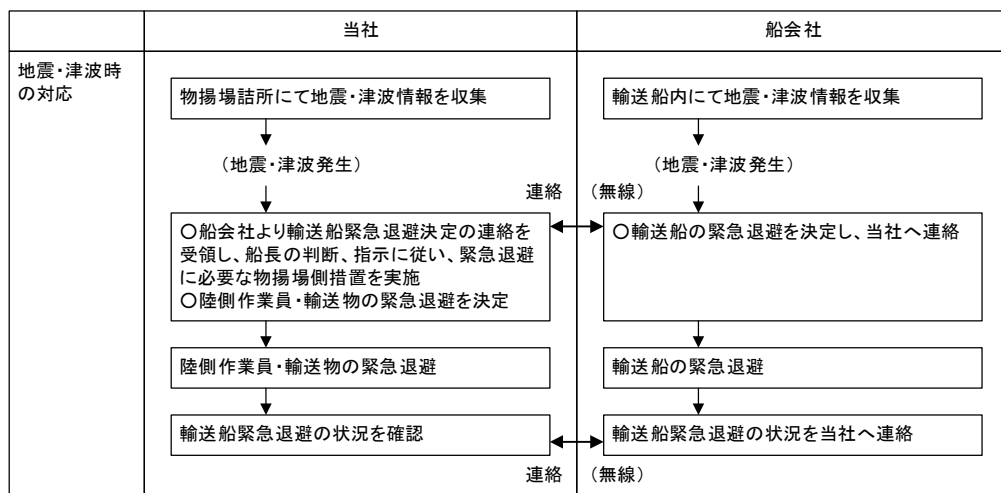 当社
船会社
地震・津波時
の対応
物揚場詰所にて地震・津波情報を収集
輸送船内にて地震・津波情報を収集
（地震・津波発生）
（地震・津波発生）
連絡 （無線）
○船会社より輸送船緊急退避決定の連絡を
受領し、船長の判断、指示に従い、緊急退避
に必要な物揚場側措置を実施
○陸側作業員・輸送物の緊急退避を決定
○輸送船の緊急退避を決定し、当社へ連絡
陸側作業員・輸送物の緊急退避
輸送船の緊急退避
輸送船緊急退避の状況を確認
輸送船緊急退避の状況を当社へ連絡
連絡 （無線）